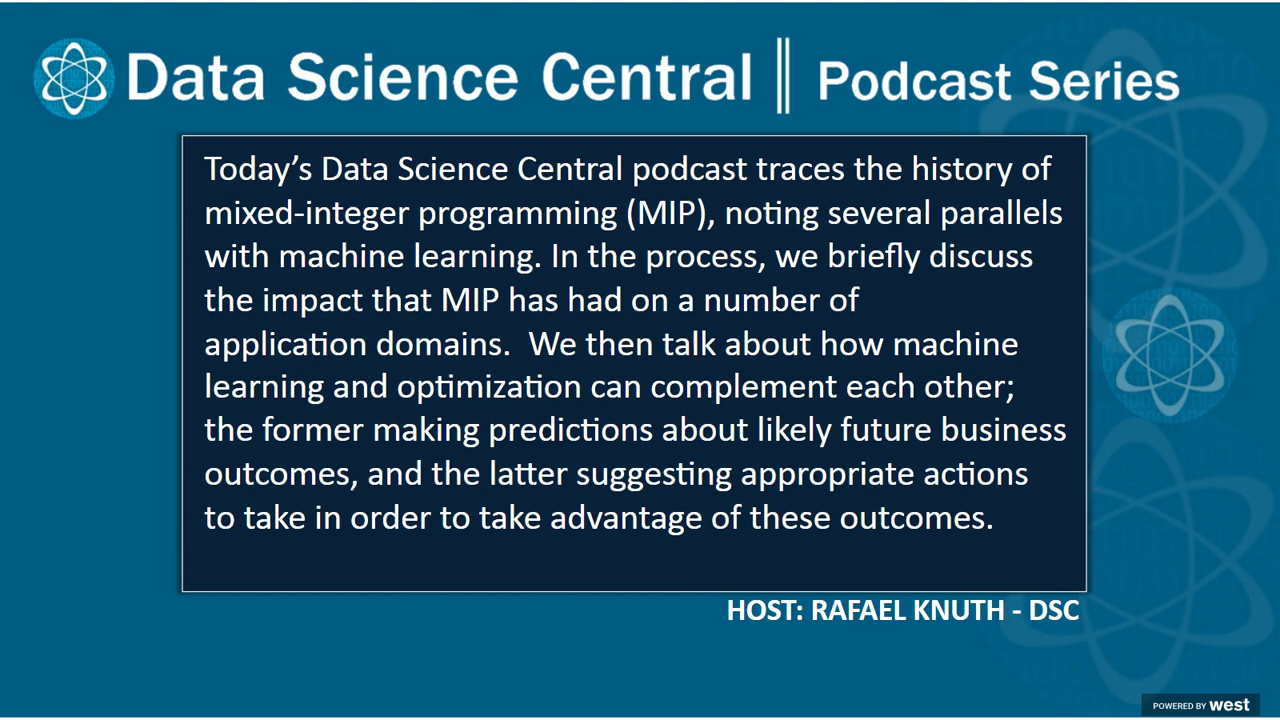 Data Science Central || Podcast Series
Today’s Data Science Central podcast traces the history of
mixed-integer programming (MIP), noting several parallels
with machine learning. In the process, we briefly discuss
the impact that MIP has had on a number of
application domains.  We then talk about how machine
learning and optimization can complement each other;
the former making predictions about likely future business
outcomes, and the latter suggesting appropriate actions
to take in order to take advantage of these outcomes.
HOST: RAFAEL KNUTH - DSC
POWERED BY west